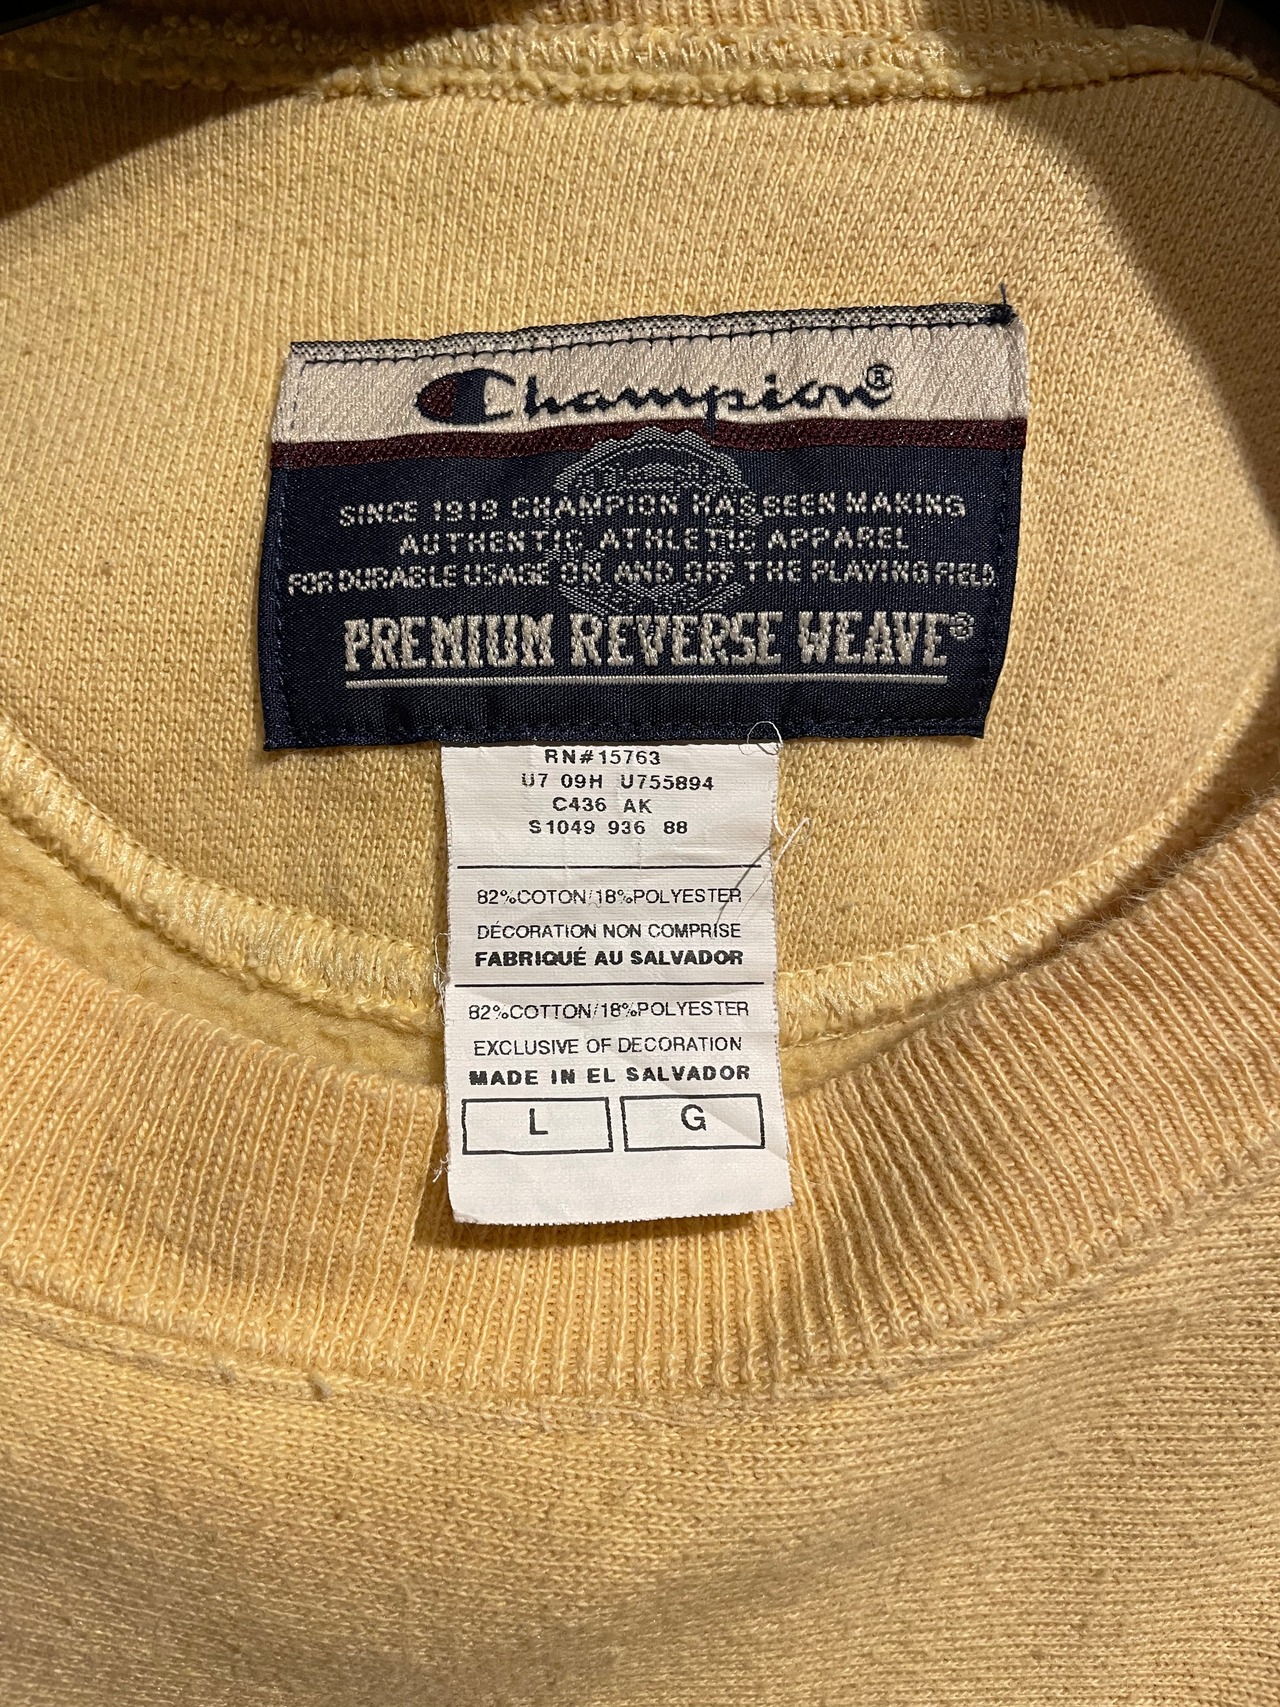 Champion®
SINCE 1919 CHAMPION HAS BEEN MAKING
AUTHENTIC ATHLETIC APPAREL
FOR DURABLE USAGE ON AND OFF THE PLAYING FIELD
PREMIUM REVERSE WEAVE®
RN#15763
U7 09H U755894
C436 AK
S1049 936 88
82%COTON/18%POLYESTER
DÉCORATION NON COMPRISE
FABRIQUÉ AU SALVADOR
82%COTTON/18%POLYESTER
EXCLUSIVE OF DECORATION
MADE IN EL SALVADOR
L G